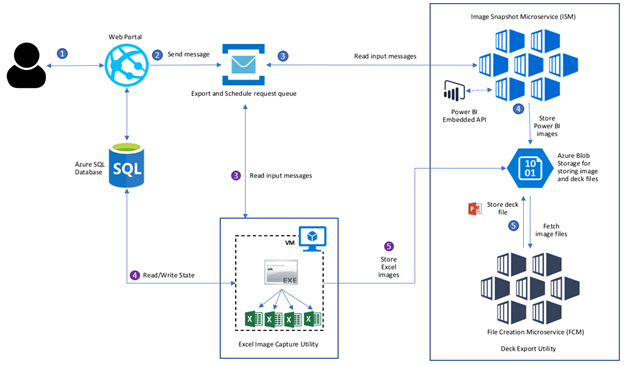 Image Snapshot Microservice (ISM)
Web Portal
1
2
Send message
3
Read input messages
Export and Schedule request queue
Power BI
Embedded API
4
Store
Power BI
images
Azure SQL
Database
SQL
10
01
Azure Blob
Storage for
storing image
and deck files
3
Read input messages
P
Store deck
file
5
Fetch
image files
VM
4
Read/Write State
EXE
5
Store
Excel
images
X
X
X
X
Excel Image Capture Utility
File Creation Microservice (FCM)
Deck Export Utility